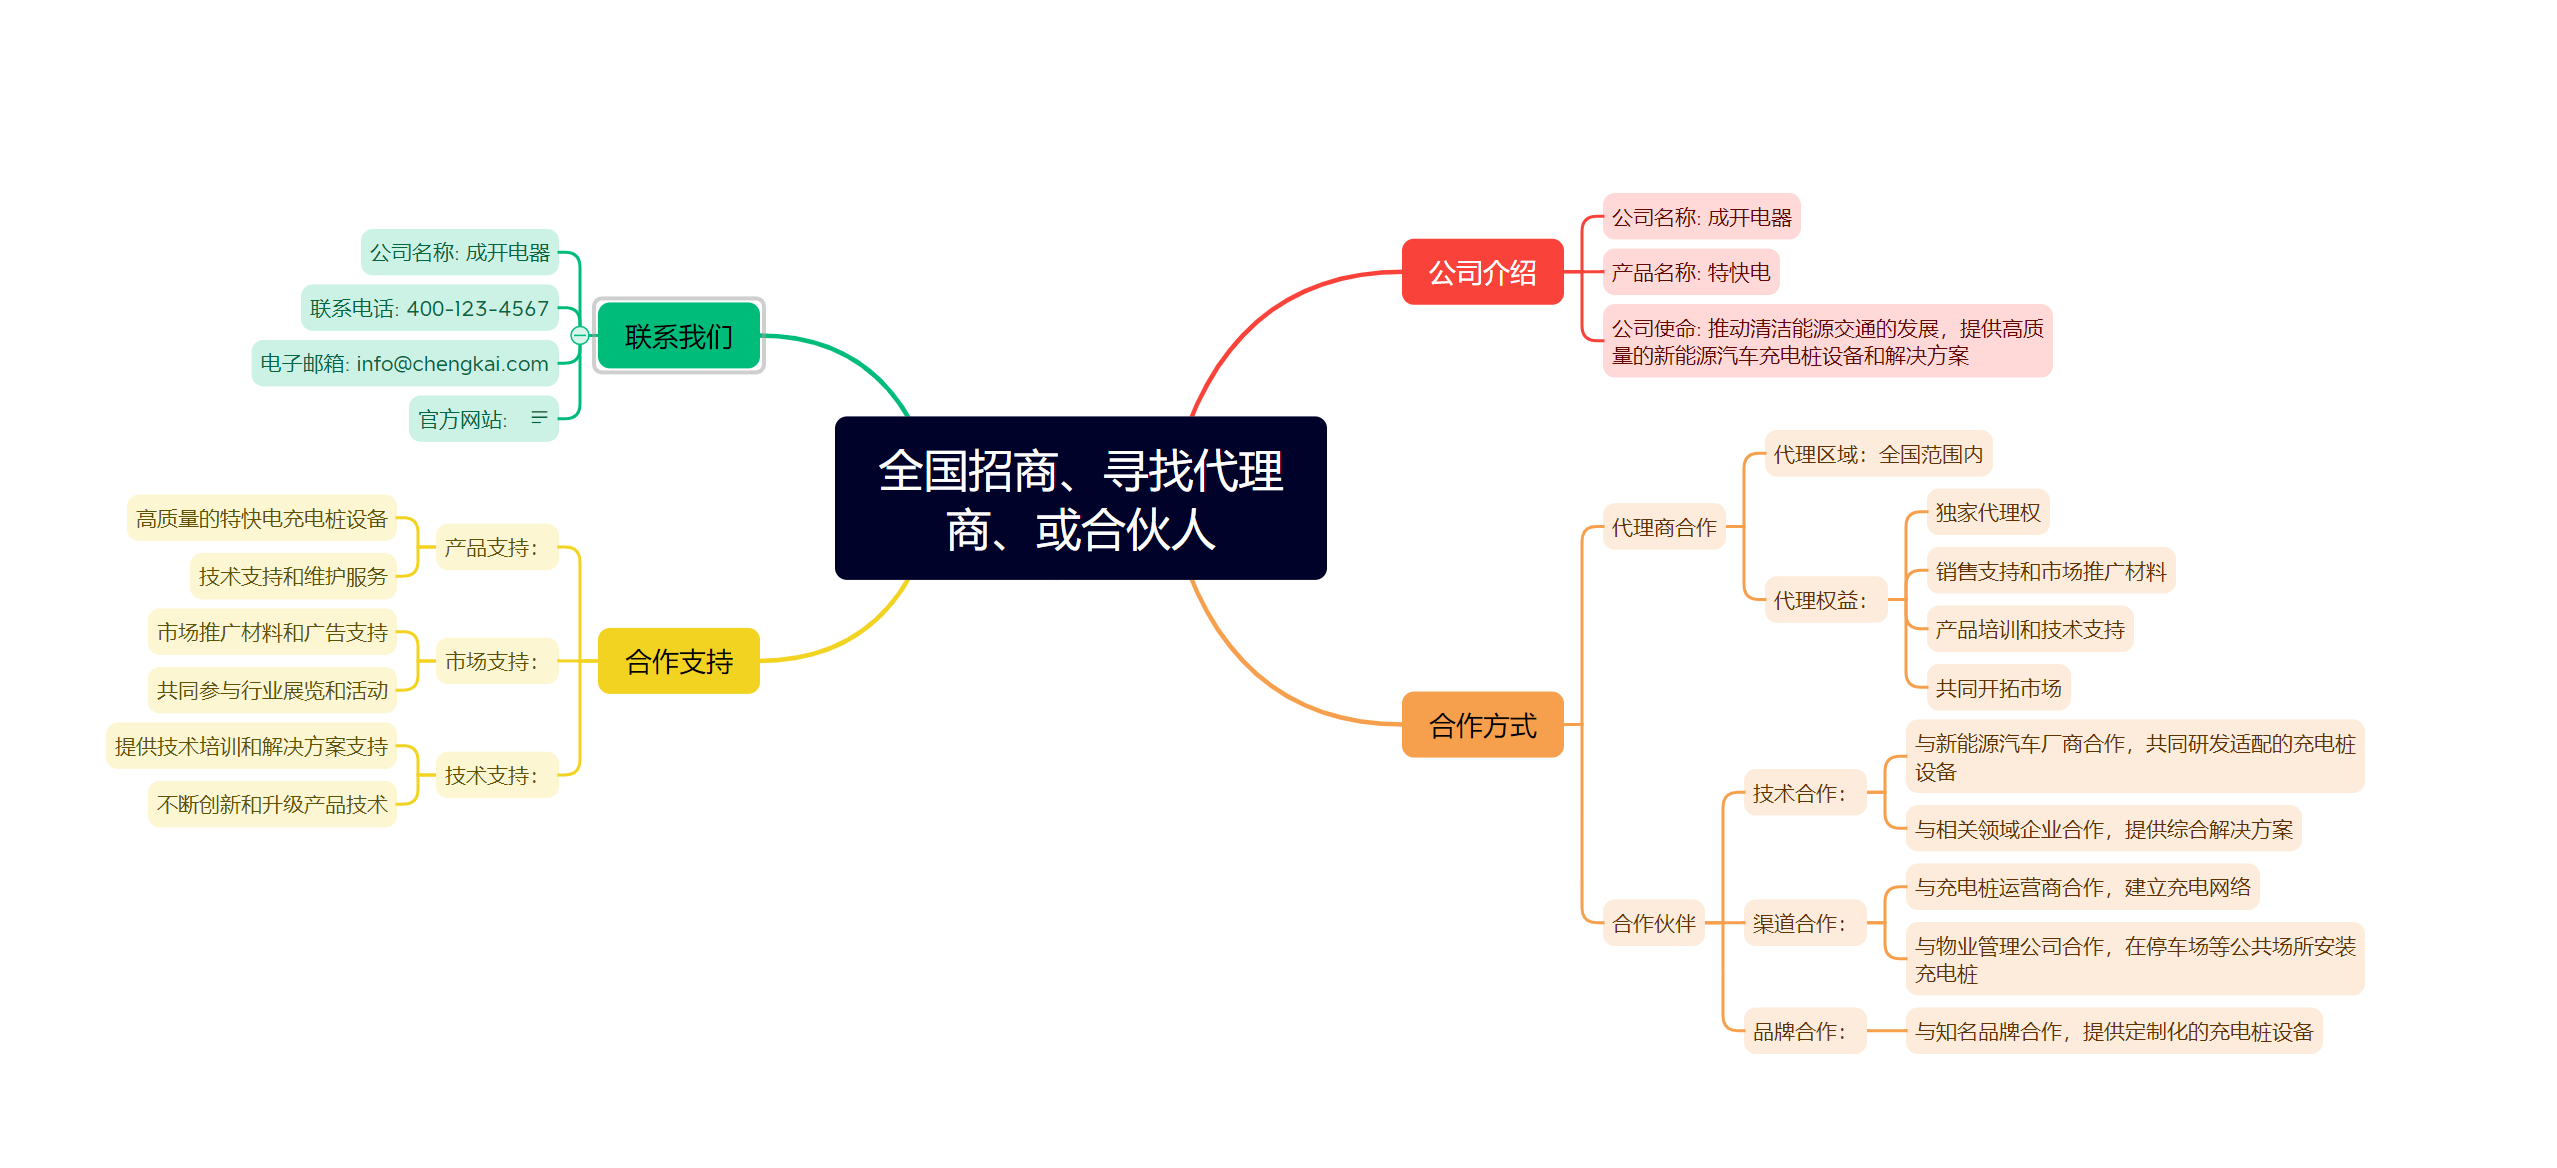 全国招商、寻找代理
商、或合伙人
公司介绍
公司名称: 成开电器
产品名称: 特快电
公司使命: 推动清洁能源交通的发展，提供高质
量的新能源汽车充电桩设备和解决方案
合作方式
代理商合作
代理区域：全国范围内
代理权益：
独家代理权
销售支持和市场推广材料
产品培训和技术支持
共同开拓市场
合作伙伴
技术合作：
与新能源汽车厂商合作，共同研发适配的充电桩
设备
与相关领域企业合作，提供综合解决方案
渠道合作：
与充电桩运营商合作，建立充电网络
与物业管理公司合作，在停车场等公共场所安装
充电桩
品牌合作：
与知名品牌合作，提供定制化的充电桩设备
联系我们
公司名称: 成开电器
联系电话: 400-123-4567
电子邮箱: info@chengkai.com
官方网站:
合作支持
产品支持：
高质量的特快电充电桩设备
技术支持和维护服务
市场支持：
市场推广材料和广告支持
共同参与行业展览和活动
技术支持：
提供技术培训和解决方案支持
不断创新和升级产品技术